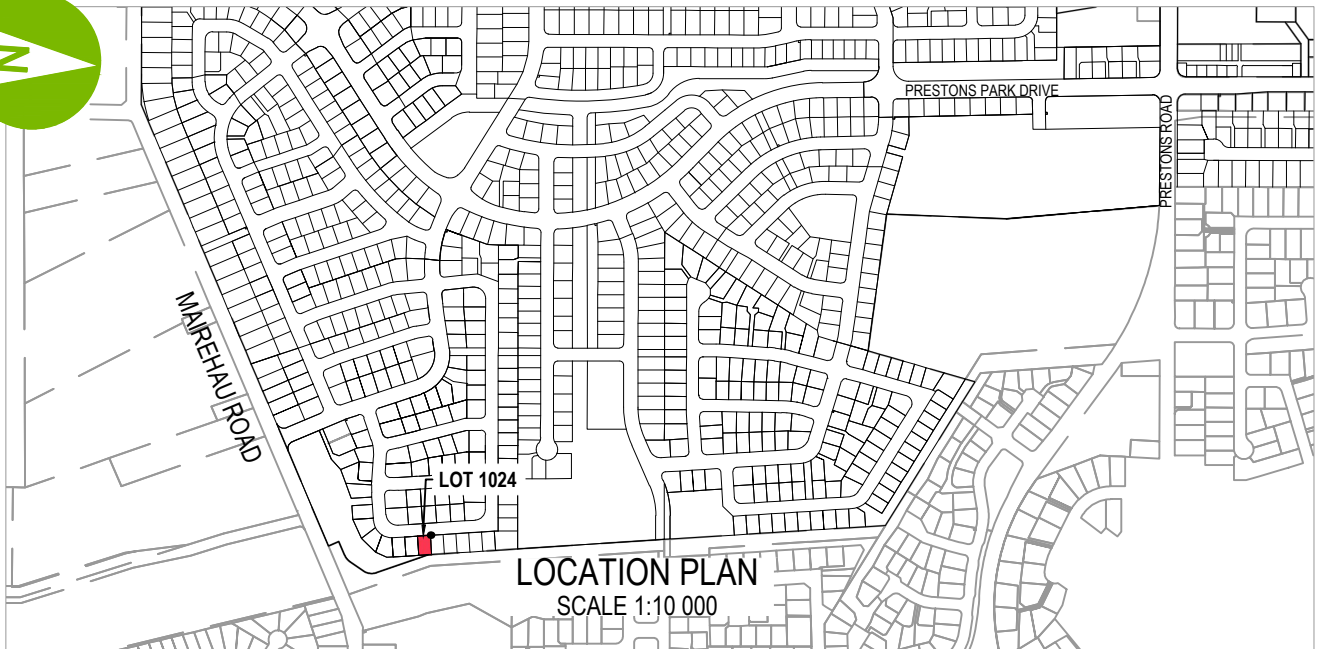 N
PRESTONS PARK DRIVE
PRESTONS ROAD
MAIREHAU ROAD
LOT 1024
LOCATION PLAN
SCALE 1:10 000